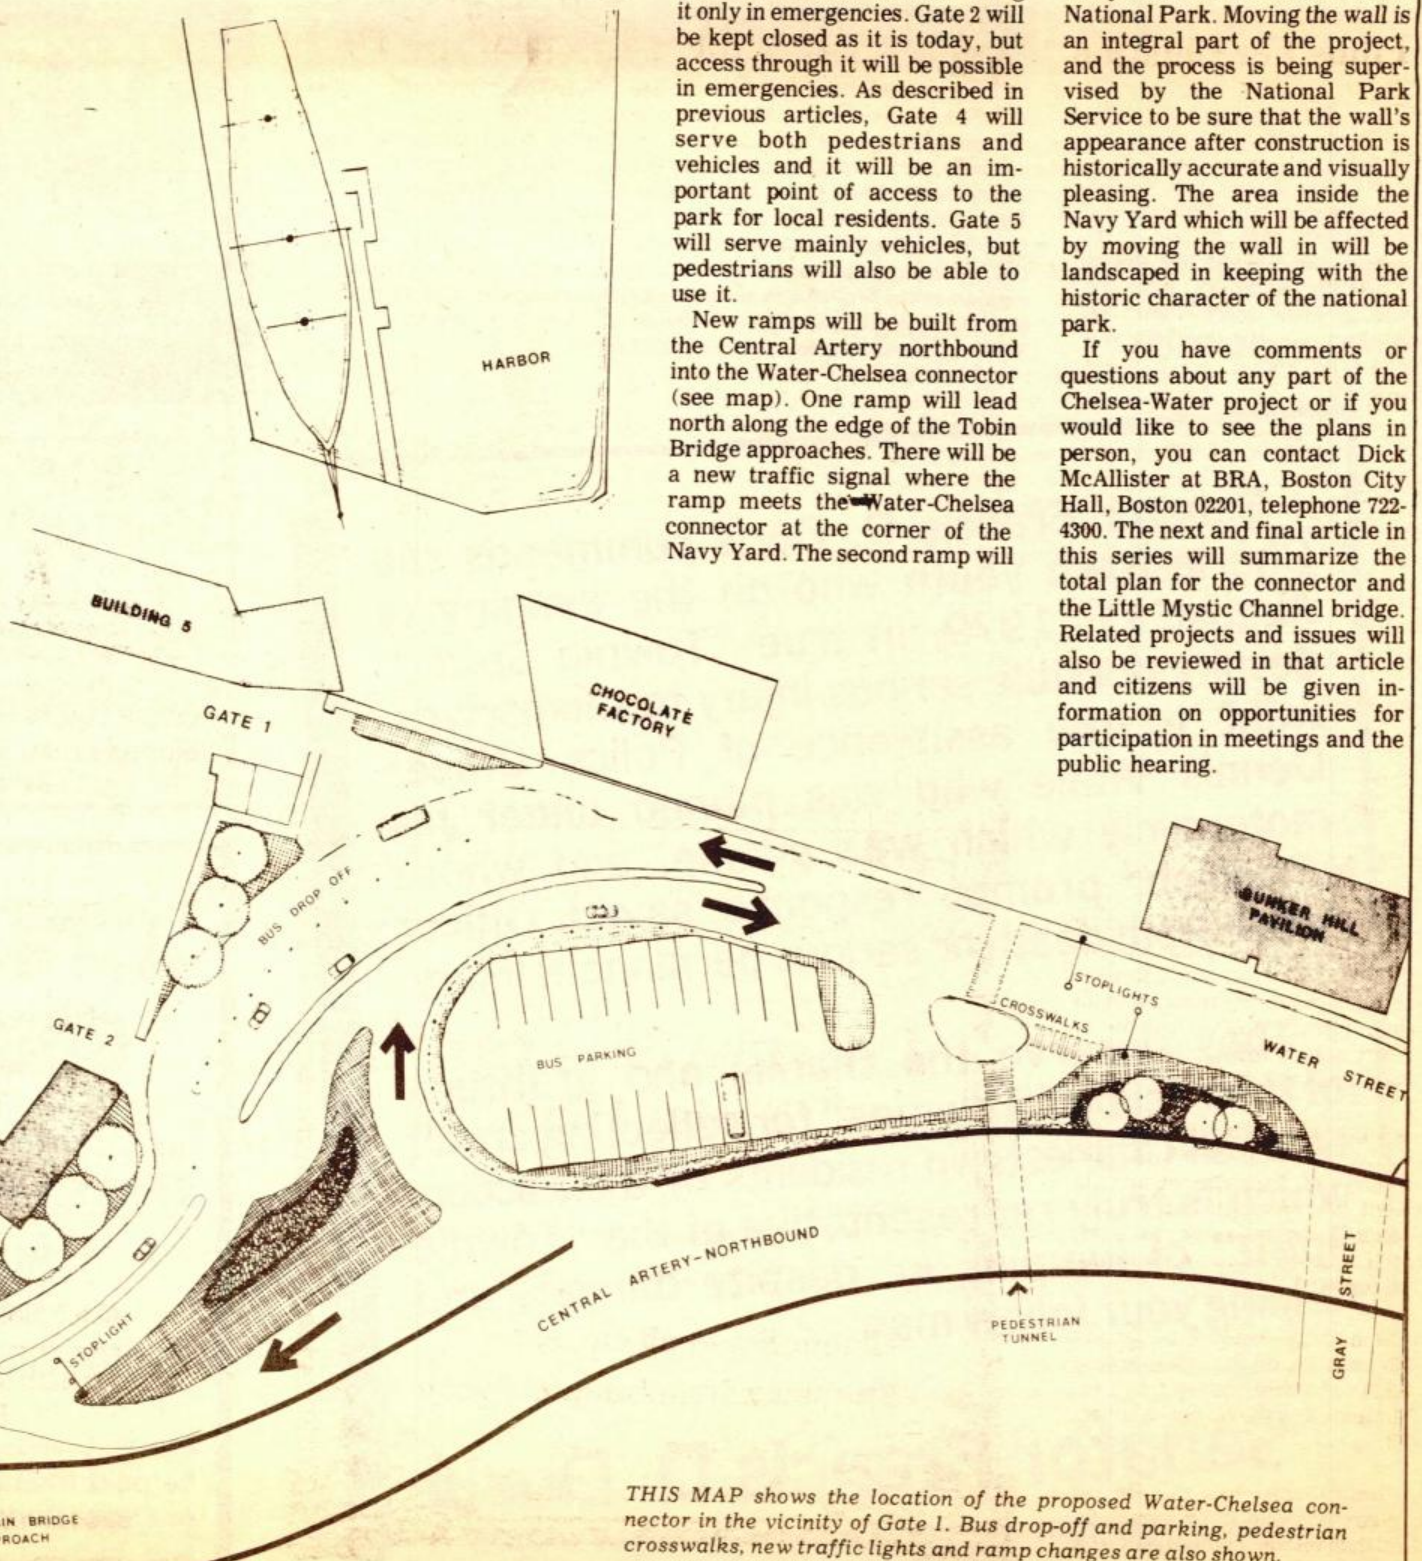 it only in emergencies. Gate 2 will
be kept closed as it is today, but
access through it will be possible
in emergencies. As described in
previous articles, Gate 4 will
serve both pedestrians and
vehicles and it will be an im-
portant point of access to the
park for local residents. Gate 5
will serve mainly vehicles, but
pedestrians will also be able to
use it.
New ramps will be built from
the Central Artery northbound
into the Water-Chelsea connector
(see map). One ramp will lead
north along the edge of the Tobin
Bridge approaches. There will be
a new traffic signal where the
ramp meets the Water-Chelsea
connector at the corner of the
Navy Yard. The second ramp will
National Park. Moving the wall is
an integral part of the project,
and the process is being super-
vised by the National Park
Service to be sure that the wall's
appearance after construction is
historically accurate and visually
pleasing. The area inside the
Navy Yard which will be affected
by moving the wall in will be
landscaped in keeping with the
historic character of the national
park.
If you have comments or
questions about any part of the
Chelsea-Water project or if you
would like to see the plans in
person, you can contact Dick
McAllister at BRA, Boston City
Hall, Boston 02201, telephone 722-
4300. The next and final article in
this series will summarize the
total plan for the connector and
the Little Mystic Channel bridge.
Related projects and issues will
also be reviewed in that article
and citizens will be given in-
formation on opportunities for
participation in meetings and the
public hearing.
HARBOR
BUILDING 5
CHOCOLATE
FACTORY
GATE 1
BUS DROP OFF
BUNKER HILL
PAVILION
STOPLIGHTS
CROSSWALKS
GATE 2
BUS PARKING
WATER STREET
CENTRAL ARTERY-NORTHBOUND
PEDESTRIAN
TUNNEL
GRAY STREET
STOPLIGHT
IN BRIDGE
ROACH
THIS MAP shows the location of the proposed Water-Chelsea con-
nector in the vicinity of Gate 1. Bus drop-off and parking, pedestrian
crosswalks, new traffic lights and ramp changes are also shown.